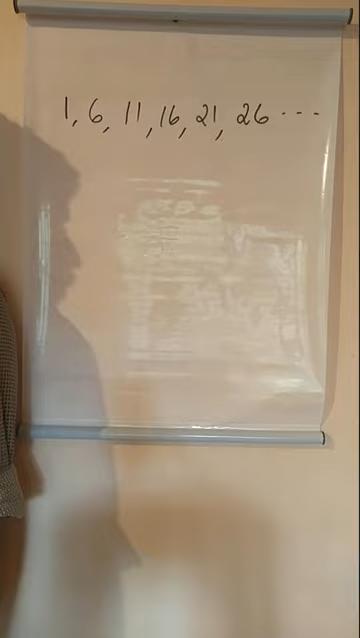 1, 6, 11, 16, 21, 26 ---